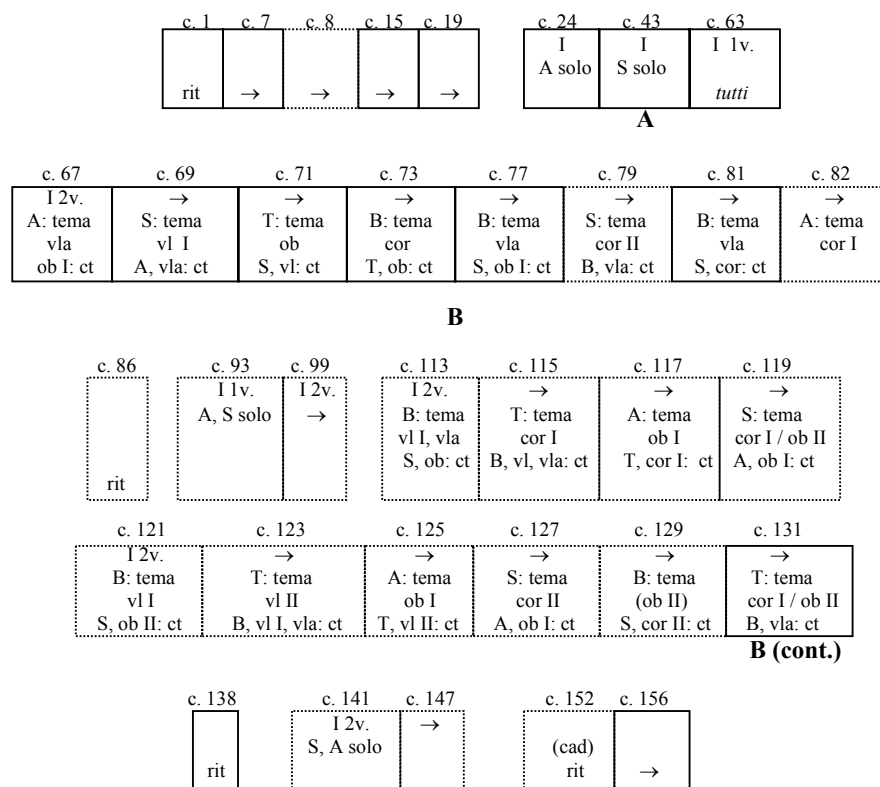 c. 1 c. 7 c. 8 c. 15 c. 19 c. 24 c. 43 c. 63
I I I 1v.
A solo S solo
rit → → → → tutti
A
c. 67 c. 69 c. 71 c. 73 c. 77 c. 79 c. 81 c. 82
I 2v. → → → → → → →
A: tema S: tema T: tema B: tema B: tema S: tema B: tema A: tema
vla vl I ob cor vla cor II vla cor I
ob I: ct A, vla: ct S, vl: ct T, ob: ct S, ob I: ct B, vla: ct S, cor: ct
B
c. 86 c. 93 c. 99 c. 113 c. 115 c. 117 c. 119
I 1v. I 2v. I 2v. → → →
A, S solo → B: tema T: tema A: tema S: tema
vl I, vla cor I ob I cor I / ob II
S, ob: ct B, vl, vla: ct T, cor I: ct A, ob I: ct
rit
c. 121 c. 123 c. 125 c. 127 c. 129 c. 131
I 2v. → → → → →
B: tema T: tema A: tema S: tema B: tema T: tema
vl I vl II ob I cor II (ob II) cor I / ob II
S, ob II: ct B, vl I, vla: ct T, vl II: ct A, ob I: ct S, cor II: ct B, vla: ct
B (cont.)
c. 138 c. 141 c. 147 c. 152 c. 156
I 2v. →
S, A solo (cad)
rit rit →